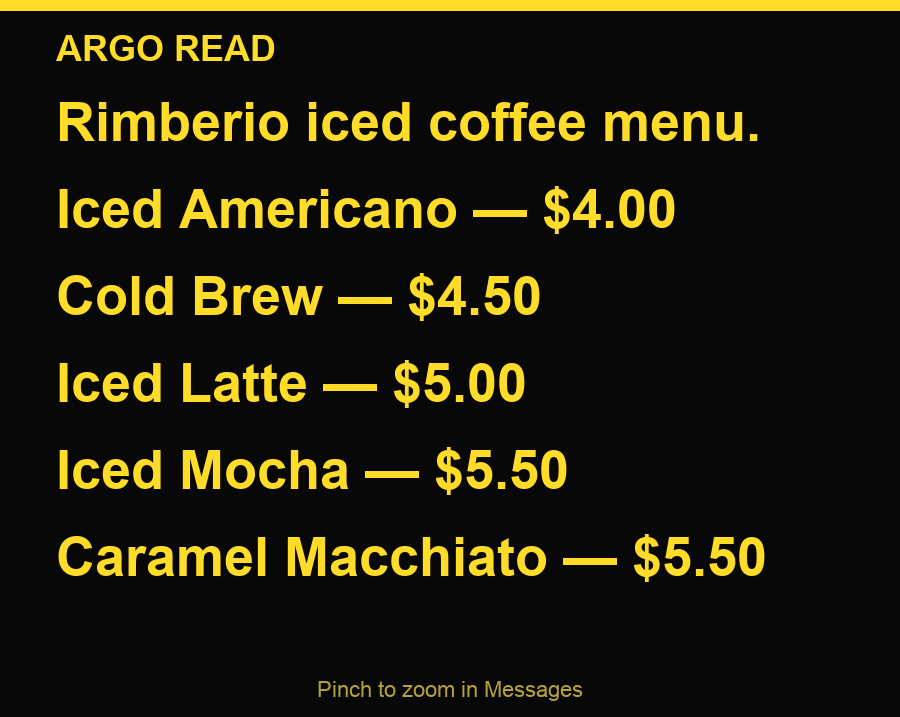 ARGO READ
Rimberio iced coffee menu.
Iced Americano — $4.00
Cold Brew — $4.50
Iced Latte — $5.00
Iced Mocha — $5.50
Caramel Macchiato — $5.50
Pinch to zoom in Messages